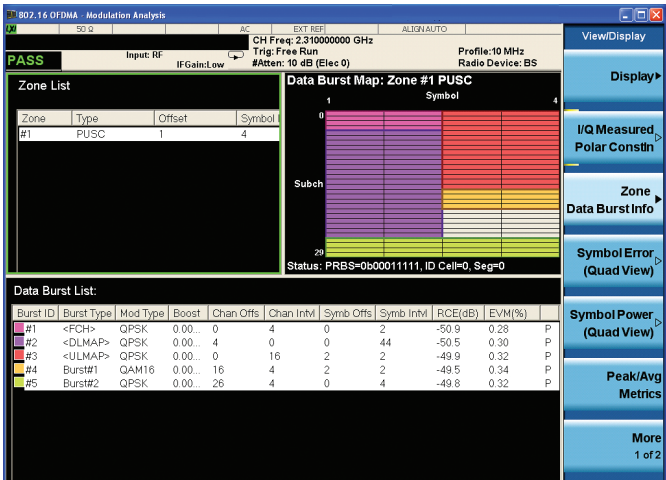 802.16 OFDMA - Modulation Analysis
LXI 50 Ω AC EXT REF ALIGN AUTO
CH Freq: 2.310000000 GHz
Trig: Free Run Profile:10 MHz
PASS Input: RF IFGain:Low #Atten: 10 dB (Elec 0) Radio Device: BS
Zone List
Zone Type Offset Symbol
#1 PUSC 1 4
Data Burst Map: Zone #1 PUSC
Symbol
1 4
0
Subch
29
Status: PRBS=0b00011111, ID Cell=0, Seg=0
Data Burst List:
Burst ID Burst Type Mod Type Boost Chan Offs Chan Intvl Symb Offs Symb Intvl RCE(dB) EVM(%)
#1 <FCH> QPSK 0.00... 0 4 0 2 -50.9 0.28 P
#2 <DLMAP> QPSK 0.00... 4 0 0 44 -50.5 0.30 P
#3 <ULMAP> QPSK 0.00... 0 16 2 2 -49.9 0.32 P
#4 Burst#1 QAM16 0.00... 16 4 2 2 -49.5 0.34 P
#5 Burst#2 QPSK 0.00... 26 4 0 4 -49.8 0.32 P
View/Display
Display
I/Q Measured
Polar Constln
Zone
Data Burst Info
Symbol Error
(Quad View)
Symbol Power
(Quad View)
Peak/Avg
Metrics
More
1 of 2